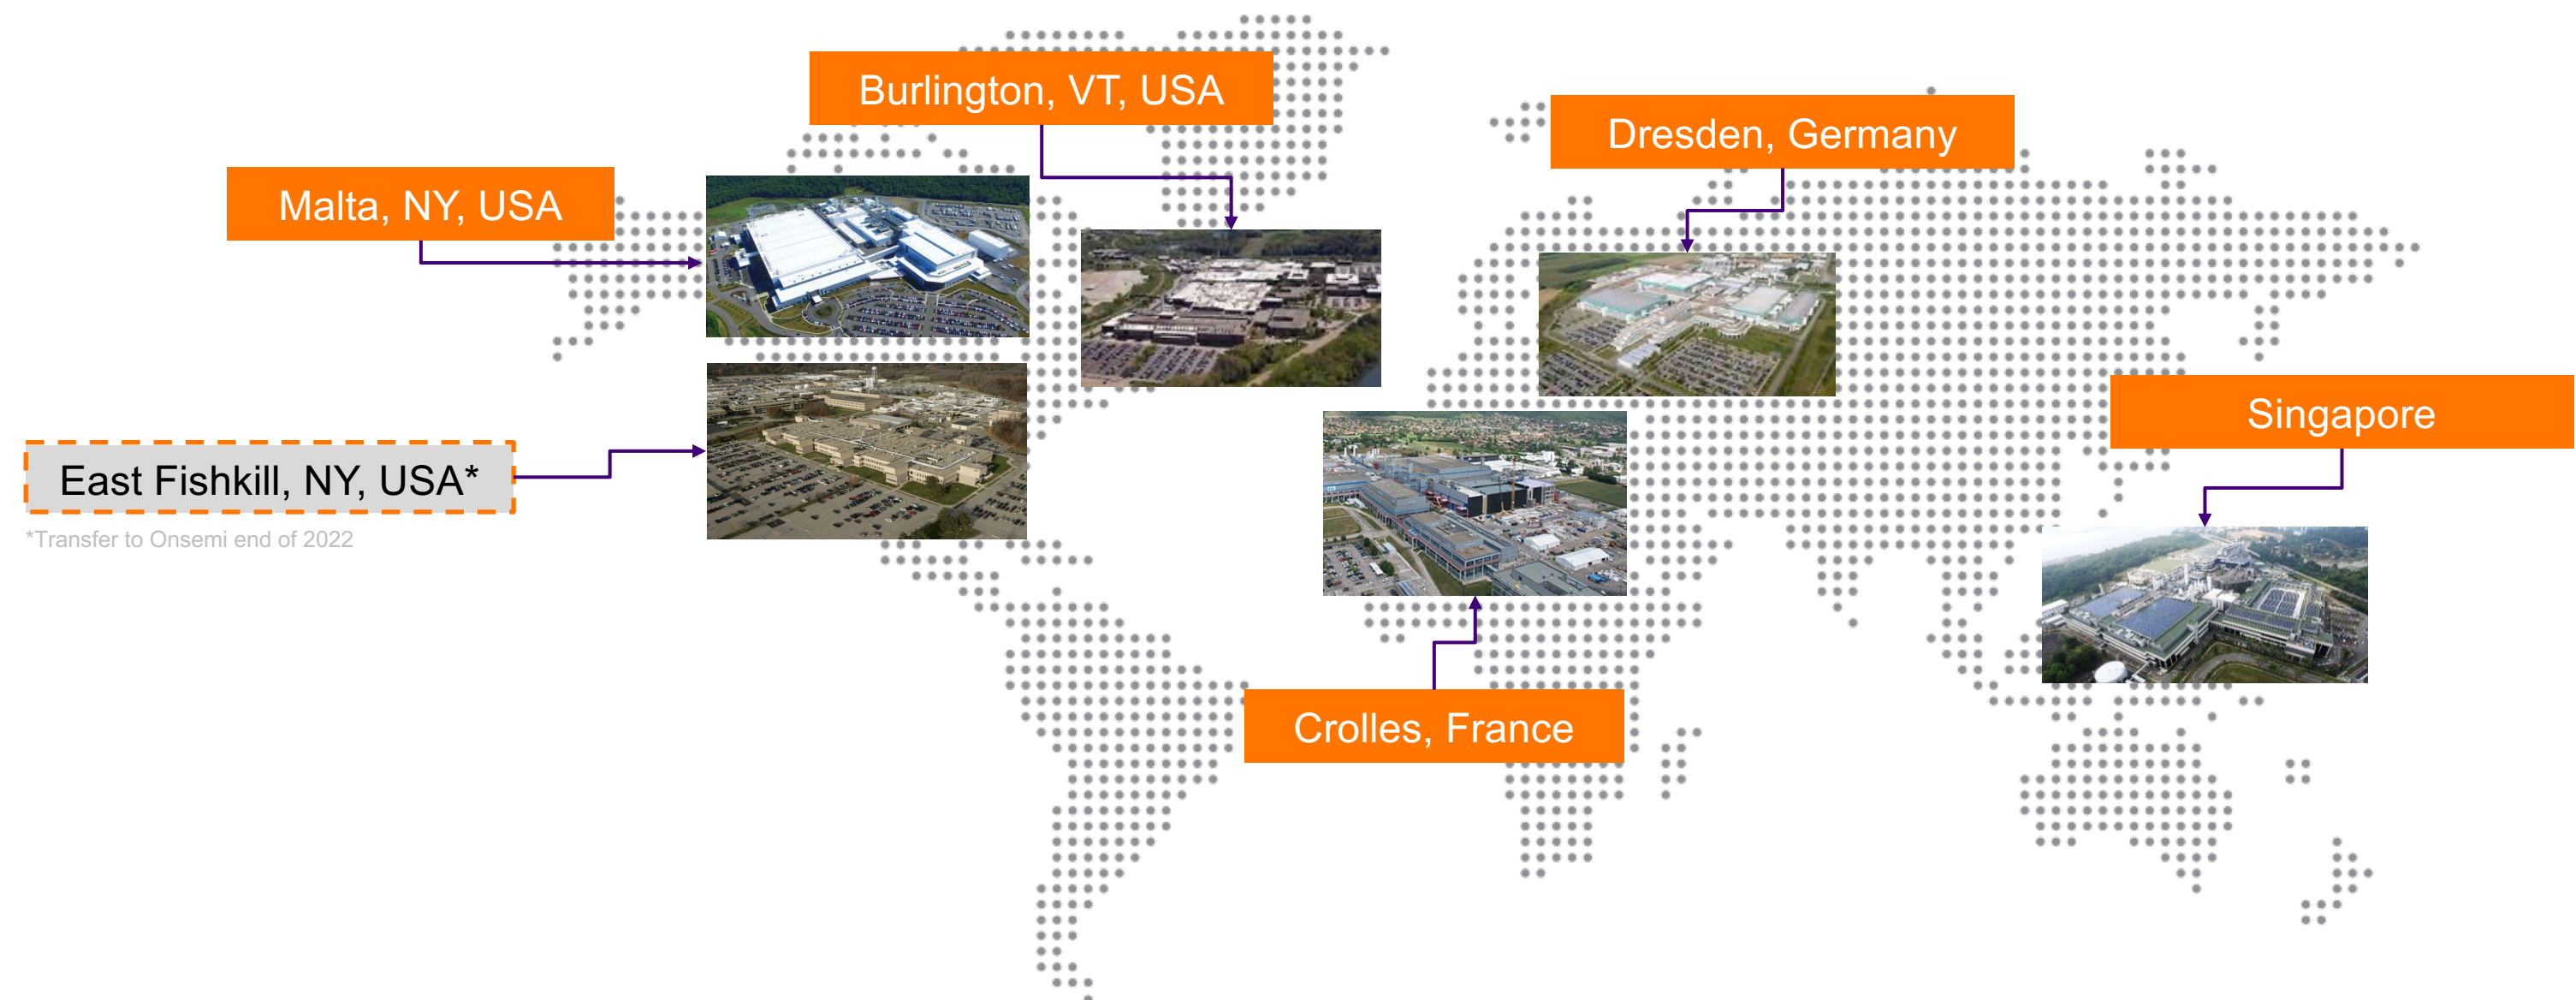 Burlington, VT, USA
Dresden, Germany
Malta, NY, USA
Singapore
East Fishkill, NY, USA*
*Transfer to Onsemi end of 2022
Crolles, France